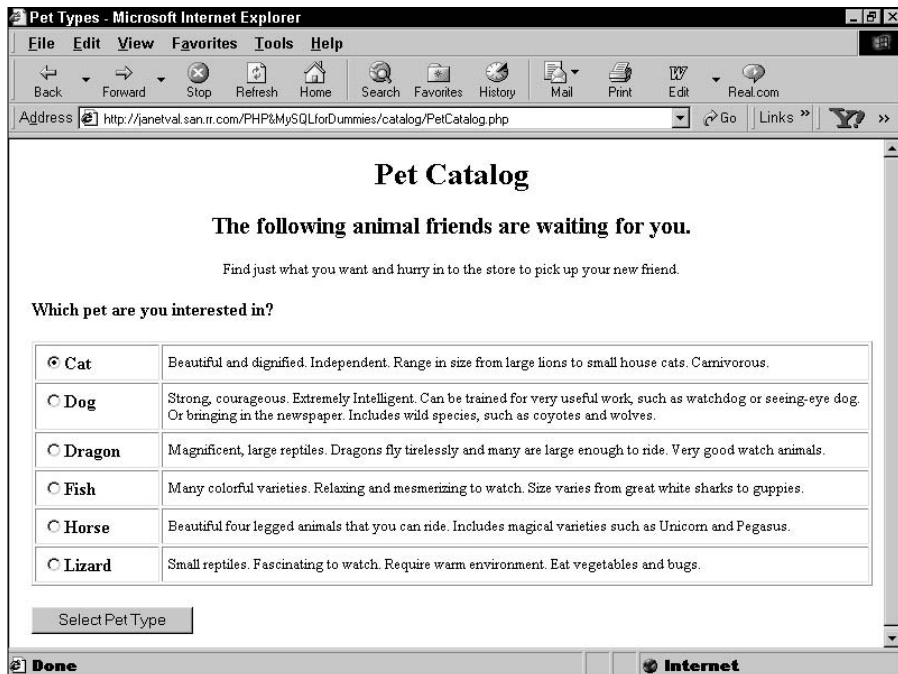 Pet Types - Microsoft Internet Explorer
File Edit View Favorites Tools Help
Back Forward Stop Refresh Home Search Favorites History Mail Print Edit Real.com
Address http://janetval.san.rr.com/PHP&MySQLforDummies/catalog/PetCatalog.php Go Links » Y? »
Pet Catalog
The following animal friends are waiting for you.
Find just what you want and hurry in to the store to pick up your new friend.
Which pet are you interested in?
Cat Beautiful and dignified. Independent. Range in size from large lions to small house cats. Carnivorous.
Dog Strong, courageous. Extremely Intelligent. Can be trained for very useful work, such as watchdog or seeing-eye dog.
Or bringing in the newspaper. Includes wild species, such as coyotes and wolves.
Dragon Magnificent, large reptiles. Dragons fly tirelessly and many are large enough to ride. Very good watch animals.
Fish Many colorful varieties. Relaxing and mesmerizing to watch. Size varies from great white sharks to guppies.
Horse Beautiful four legged animals that you can ride. Includes magical varieties such as Unicorn and Pegasus.
Lizard Small reptiles. Fascinating to watch. Require warm environment. Eat vegetables and bugs.
Select Pet Type
Done Internet